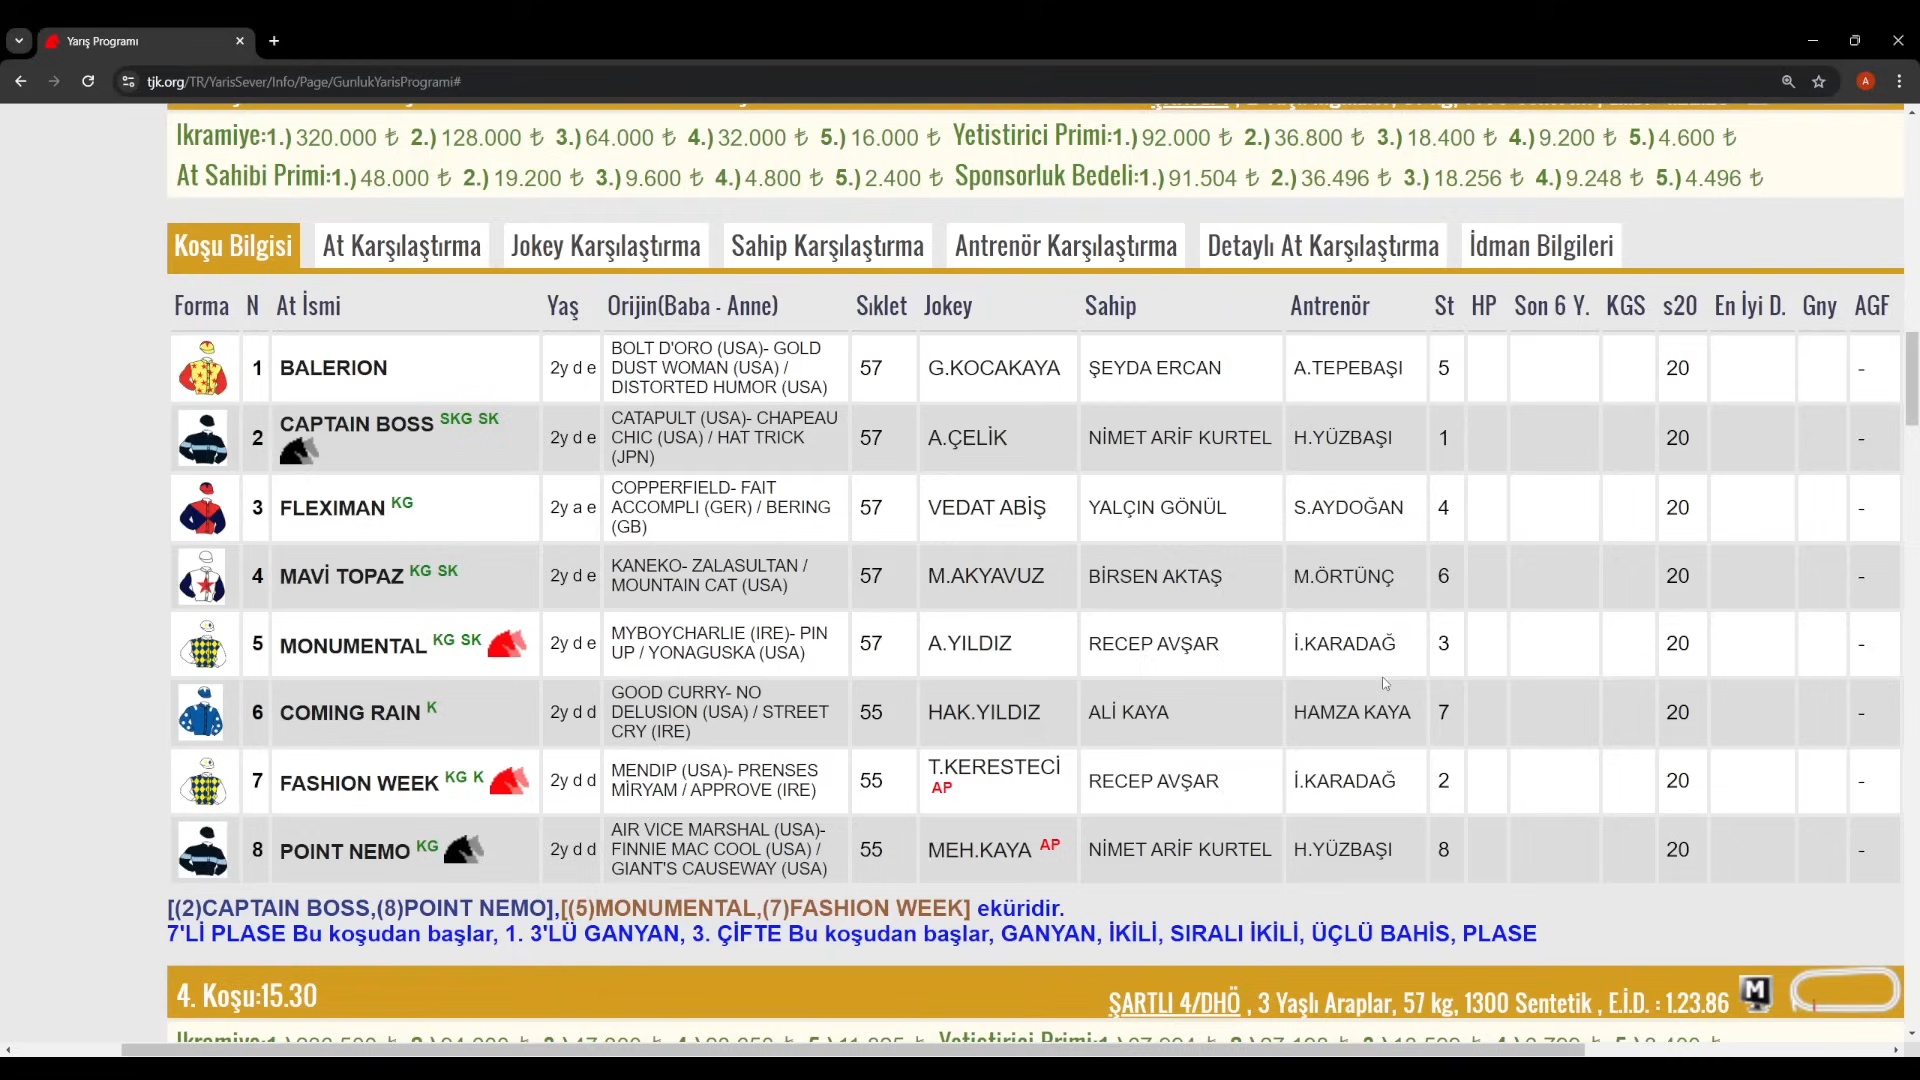 Yarış Programı
tjk.org/TR/YarisSever/Info/Page/GunlukYarisProgrami#
A
Ikramiye:1.) 320.000 ₺ 2.) 128.000 ₺ 3.) 64.000 ₺ 4.) 32.000 ₺ 5.) 16.000 ₺ Yetistirici Primi:1.) 92.000 ₺ 2.) 36.800 ₺ 3.) 18.400 ₺ 4.) 9.200 ₺ 5.) 4.600 ₺
At Sahibi Primi:1.) 48.000 ₺ 2.) 19.200 ₺ 3.) 9.600 ₺ 4.) 4.800 ₺ 5.) 2.400 ₺ Sponsorluk Bedeli:1.) 91.504 ₺ 2.) 36.496 ₺ 3.) 18.256 ₺ 4.) 9.248 ₺ 5.) 4.496 ₺
Koşu Bilgisi At Karşılaştırma Jokey Karşılaştırma Sahip Karşılaştırma Antrenör Karşılaştırma Detaylı At Karşılaştırma İdman Bilgileri
Forma N At İsmi Yaş Orijin(Baba - Anne) Sıklet Jokey Sahip Antrenör St HP Son 6 Y. KGS s20 En İyi D. Gny AGF
1 BALERION 2y d e BOLT D'ORO (USA)- GOLD DUST WOMAN (USA) / DISTORTED HUMOR (USA) 57 G.KOCAKAYA ŞEYDA ERCAN A.TEPEBAŞI 5 20 -
2 CAPTAIN BOSS SKG SK 2y d e CATAPULT (USA)- CHAPEAU CHIC (USA) / HAT TRICK (JPN) 57 A.ÇELİK NİMET ARİF KURTEL H.YÜZBAŞI 1 20 -
3 FLEXIMAN KG 2y a e COPPERFIELD- FAIT ACCOMPLI (GER) / BERING (GB) 57 VEDAT ABİŞ YALÇIN GÖNÜL S.AYDOĞAN 4 20 -
4 MAVİ TOPAZ KG SK 2y d e KANEKO- ZALASULTAN / MOUNTAIN CAT (USA) 57 M.AKYAVUZ BİRSEN AKTAŞ M.ÖRTÜNÇ 6 20 -
5 MONUMENTAL KG SK 2y d e MYBOYCHARLIE (IRE)- PIN UP / YONAGUSKA (USA) 57 A.YILDIZ RECEP AVŞAR İ.KARADAĞ 3 20 -
6 COMING RAIN K 2y d d GOOD CURRY- NO DELUSION (USA) / STREET CRY (IRE) 55 HAK.YILDIZ ALİ KAYA HAMZA KAYA 7 20 -
7 FASHION WEEK KG K 2y d d MENDIP (USA)- PRENSES MİRYAM / APPROVE (IRE) 55 T.KERESTECİ AP RECEP AVŞAR İ.KARADAĞ 2 20 -
8 POINT NEMO KG 2y d d AIR VICE MARSHAL (USA)- FINNIE MAC COOL (USA) / GIANT'S CAUSEWAY (USA) 55 MEH.KAYA AP NİMET ARİF KURTEL H.YÜZBAŞI 8 20 -
[(2)CAPTAIN BOSS,(8)POINT NEMO],[(5)MONUMENTAL,(7)FASHION WEEK] eküridir.
7'Lİ PLASE Bu koşudan başlar, 1. 3'LÜ GANYAN, 3. ÇİFTE Bu koşudan başlar, GANYAN, İKİLİ, SIRALI İKİLİ, ÜÇLÜ BAHİS, PLASE
4. Koşu:15.30
ŞARTLI 4/DHÖ , 3 Yaşlı Araplar, 57 kg, 1300 Sentetik , E.İ.D. : 1.23.86
M